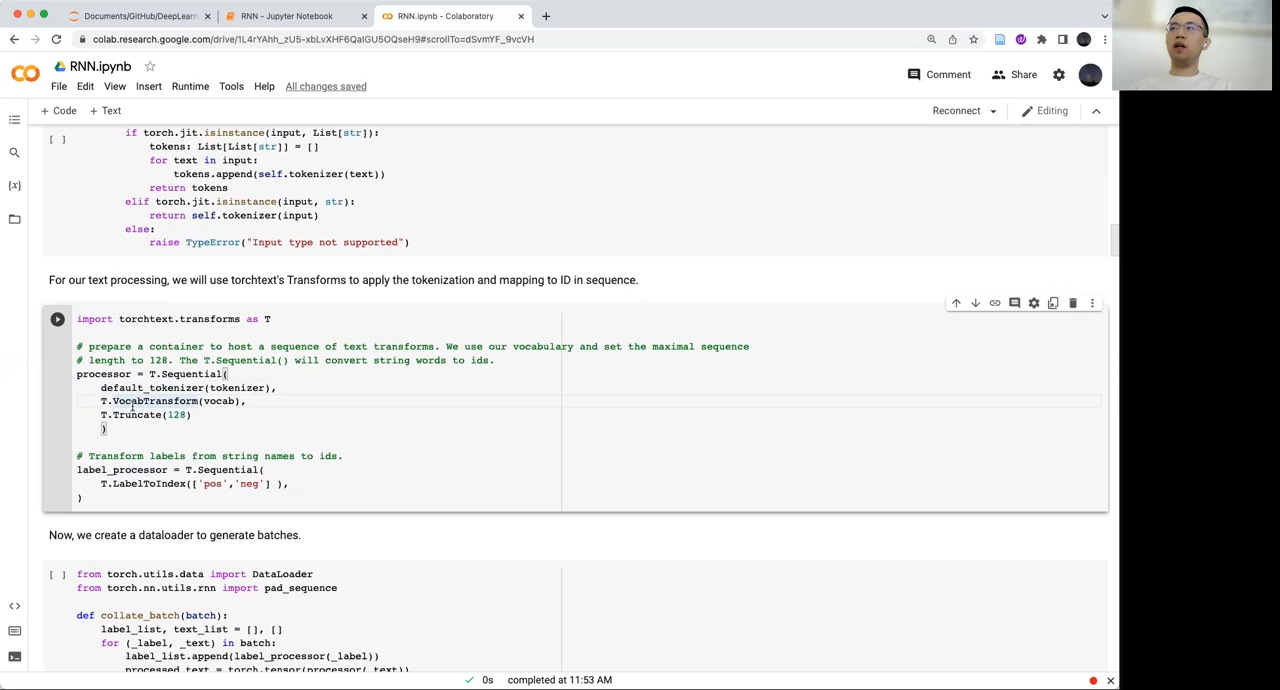 Documents/GitHub/DeepLearn
RNN - Jupyter Notebook
RNN.ipynb - Colaboratory
colab.research.google.com/drive/1L4rYAhh_zU5-xbLvXHF6QaIGU5OQseH9#scrollTo=dSvmYF_9vcVH
RNN.ipynb
File Edit View Insert Runtime Tools Help All changes saved
Comment Share
+ Code + Text
Reconnect Editing
[ ]
if torch.jit.isinstance(input, List[str]):
tokens: List[List[str]] = []
for text in input:
tokens.append(self.tokenizer(text))
return tokens
elif torch.jit.isinstance(input, str):
return self.tokenizer(input)
else:
raise TypeError("Input type not supported")
For our text processing, we will use torchtext's Transforms to apply the tokenization and mapping to ID in sequence.
import torchtext.transforms as T
# prepare a container to host a sequence of text transforms. We use our vocabulary and set the maximal sequence
# length to 128. The T.Sequential() will convert string words to ids.
processor = T.Sequential(
default_tokenizer(tokenizer),
T.VocabTransform(vocab),
T.Truncate(128)
)
# Transform labels from string names to ids.
label_processor = T.Sequential(
T.LabelToIndex(['pos','neg'] ),
)
Now, we create a dataloader to generate batches.
[ ] from torch.utils.data import DataLoader
from torch.nn.utils.rnn import pad_sequence
def collate_batch(batch):
label_list, text_list = [], []
for (_label, _text) in batch:
label_list.append(label_processor(_label))
processed_text = torch.tensor(processor(_text))
0s completed at 11:53 AM